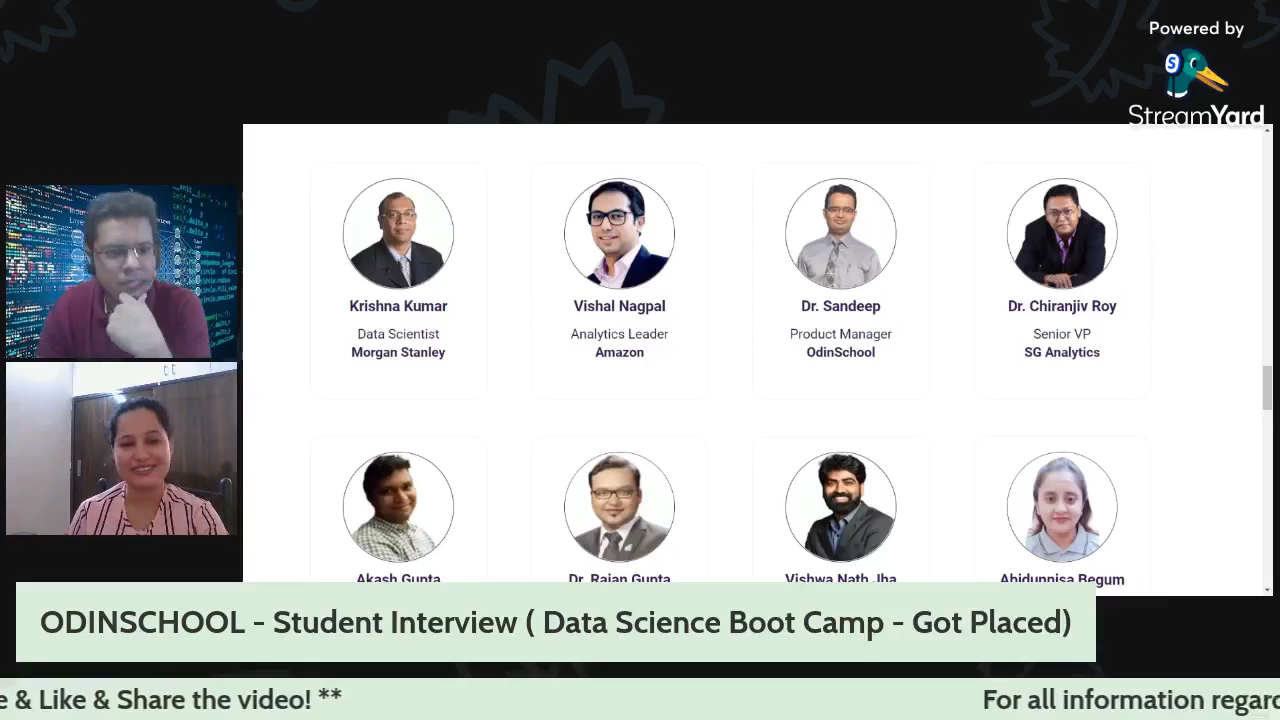 Powered by
StreamYard
Krishna Kumar
Data Scientist
Morgan Stanley
Vishal Nagpal
Analytics Leader
Amazon
Dr. Sandeep
Product Manager
OdinSchool
Dr. Chiranjiv Roy
Senior VP
SG Analytics
Akash Gupta
Dr. Rajan Gupta
Vishwa Nath Jha
Abidunnisa Begum
ODINSCHOOL - Student Interview ( Data Science Boot Camp - Got Placed)
e & Like & Share the video! ** For all information regard